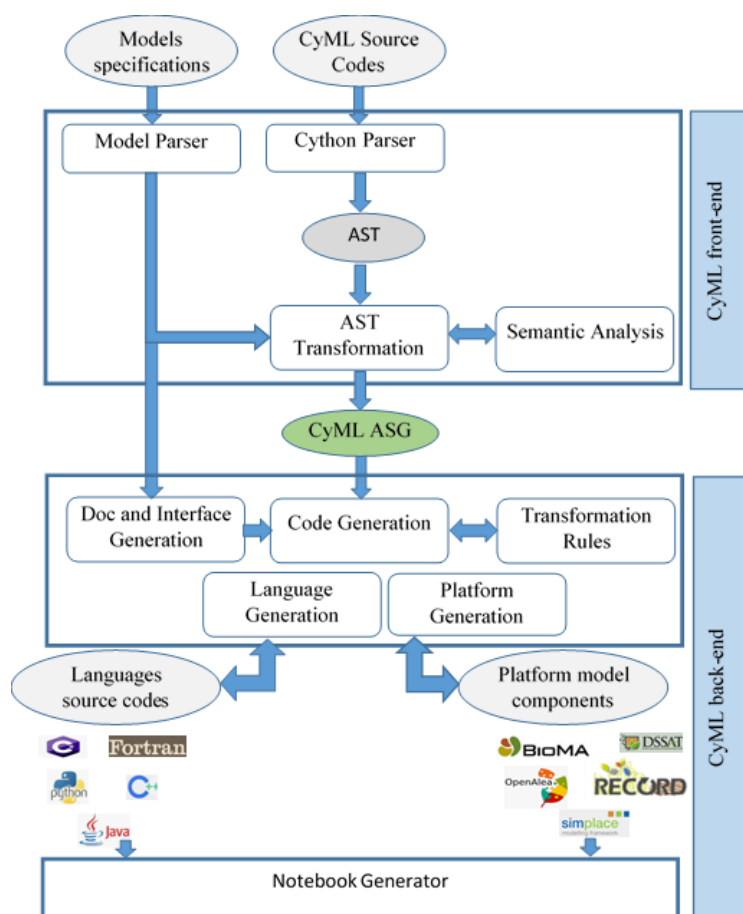 Models
specifications
CyML Source
Codes
Model Parser
Cython Parser
AST
AST
Transformation
Semantic Analysis
CyML front-end
CyML ASG
Doc and Interface
Generation
Code Generation
Transformation
Rules
Language
Generation
Platform
Generation
Languages
source codes
Platform model
components
CyML back-end
C#
Fortran
python
C++
Java
BIOMA
DSSAT
OpenAlea
RECORD
simplace
modelling framework
Notebook Generator